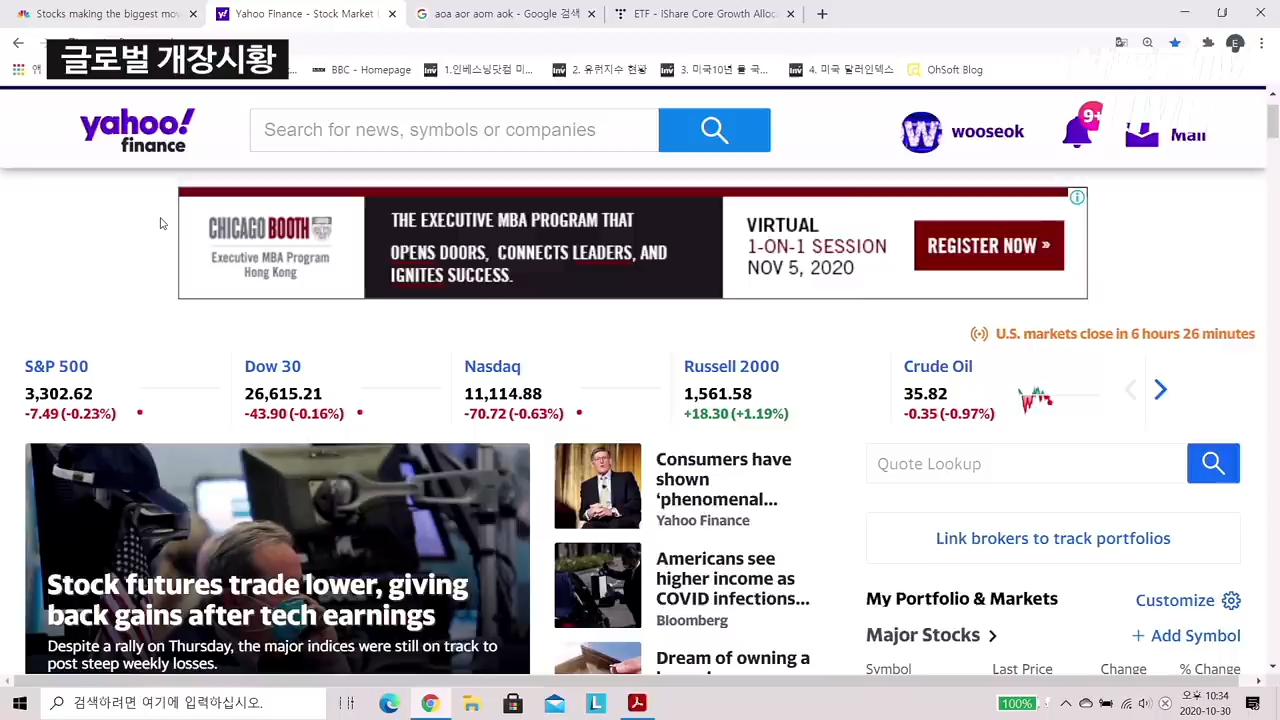 Stocks making the biggest mov
Yahoo Finance - Stock Market L
aoa aor aom aok - Google 검색
ETF - IShare Core Growth Alloc
글로벌 개장시황
BBC - Homepage
1.인베스닝닷컴 미...
2. 유퀴지수 현황
3. 미국10년 률 국...
4. 미국 달러인덱스
OhSoft Blog
yahoo!
finance
Search for news, symbols or companies
wooseok
9+
Mail
CHICAGO BOOTH
Executive MBA Program
Hong Kong
THE EXECUTIVE MBA PROGRAM THAT
OPENS DOORS, CONNECTS LEADERS, AND
IGNITES SUCCESS.
VIRTUAL
1-ON-1 SESSION
NOV 5, 2020
REGISTER NOW »
U.S. markets close in 6 hours 26 minutes
S&P 500
3,302.62
-7.49 (-0.23%)
Dow 30
26,615.21
-43.90 (-0.16%)
Nasdaq
11,114.88
-70.72 (-0.63%)
Russell 2000
1,561.58
+18.30 (+1.19%)
Crude Oil
35.82
-0.35 (-0.97%)
Stock futures trade lower, giving
back gains after tech earnings
Despite a rally on Thursday, the major indices were still on track to
post steep weekly losses.
Consumers have
shown
‘phenomenal...
Yahoo Finance
Americans see
higher income as
COVID infections...
Bloomberg
Dream of owning a
Quote Lookup
Link brokers to track portfolios
My Portfolio & Markets
Customize
Major Stocks
+ Add Symbol
Symbol
Last Price
Change
% Change
검색하려면 여기에 입력하십시오.
100%
오후 10:34
2020-10-30